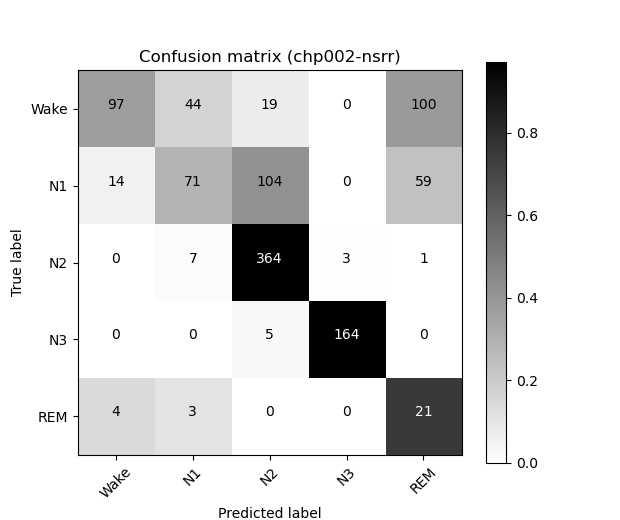 Confusion matrix (chp002-nsrr)
True label
Wake 97 44 19 0 100
N1 14 71 104 0 59
N2 0 7 364 3 1
N3 0 0 5 164 0
REM 4 3 0 0 21
Wake N1 N2 N3 REM
Predicted label
0.8
0.6
0.4
0.2
0.0